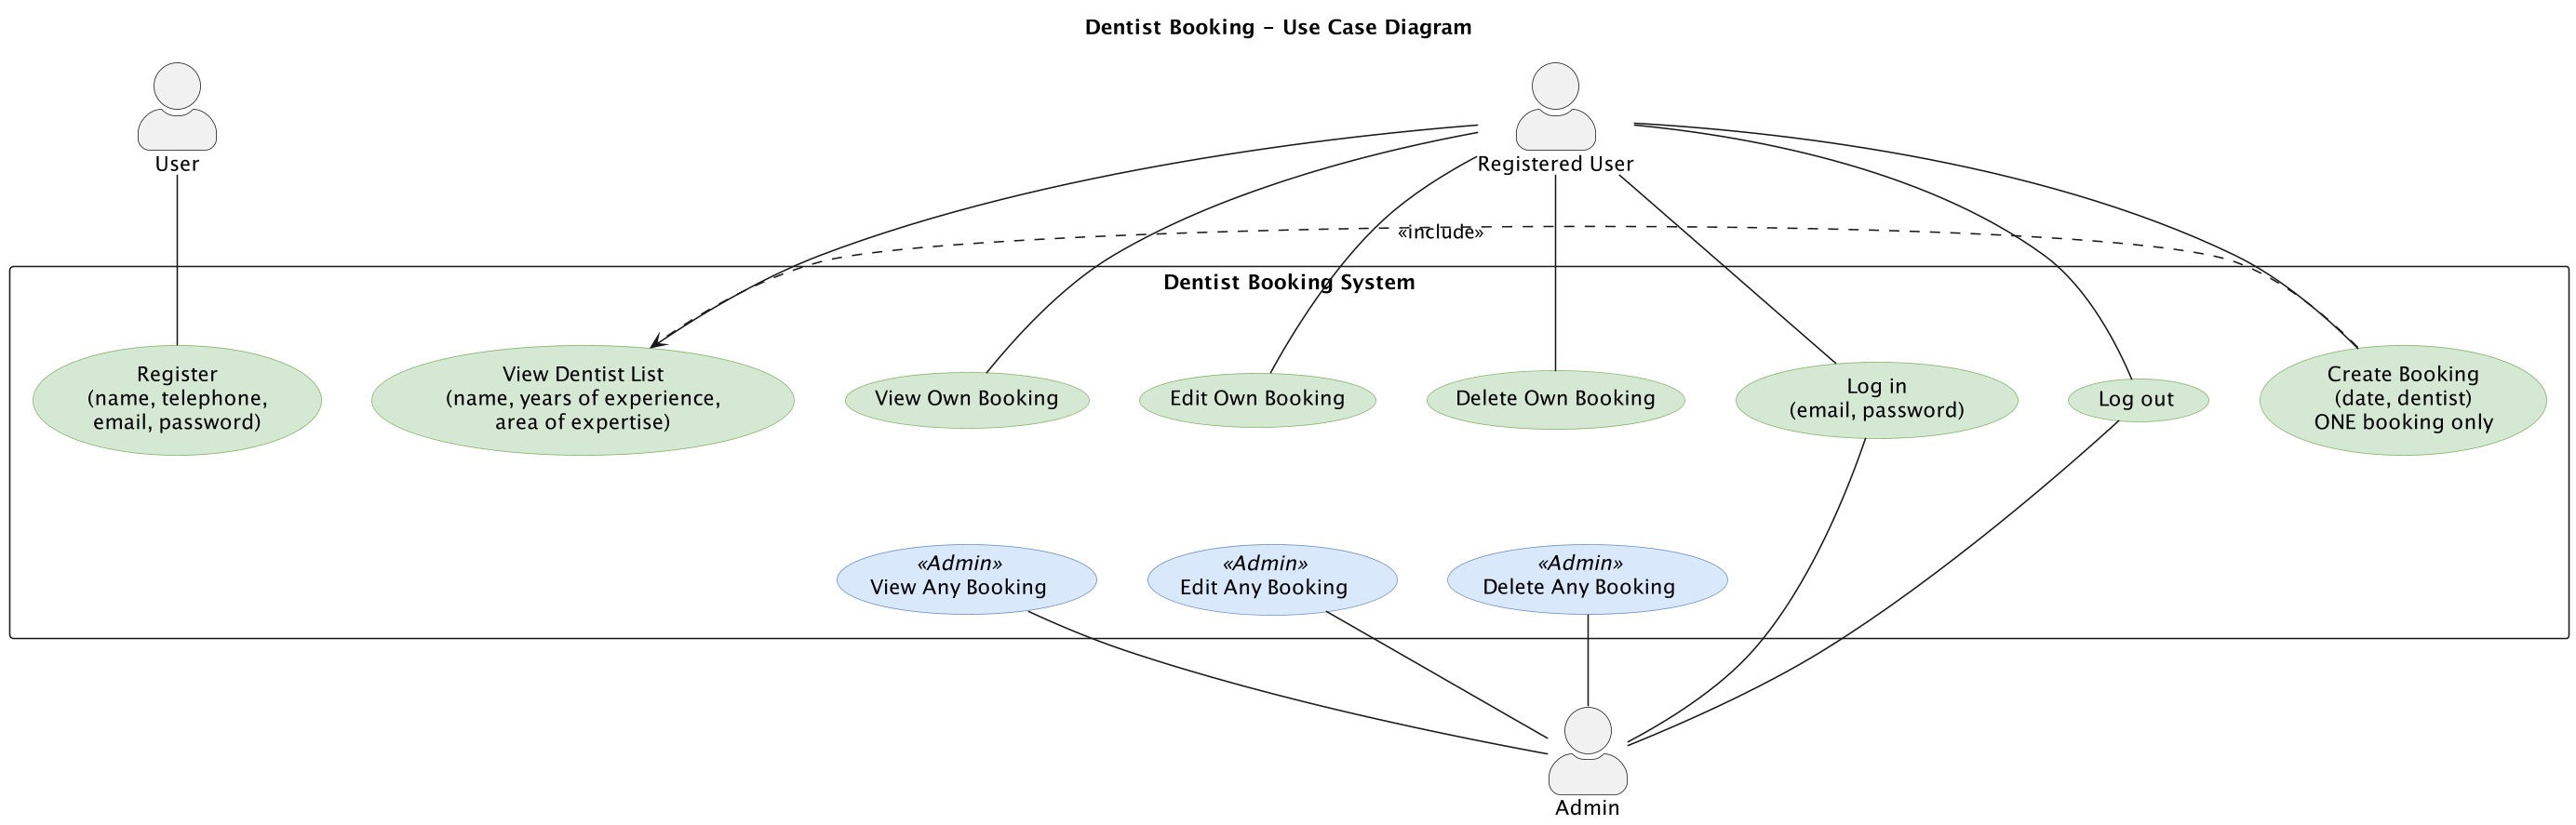 Dentist Booking - Use Case Diagram
User
Registered User
«include»
Dentist Booking System
Register
(name, telephone,
email, password)
View Dentist List
(name, years of experience,
area of expertise)
View Own Booking
Edit Own Booking
Delete Own Booking
Log in
(email, password)
Log out
Create Booking
(date, dentist)
ONE booking only
«Admin»
View Any Booking
«Admin»
Edit Any Booking
«Admin»
Delete Any Booking
Admin